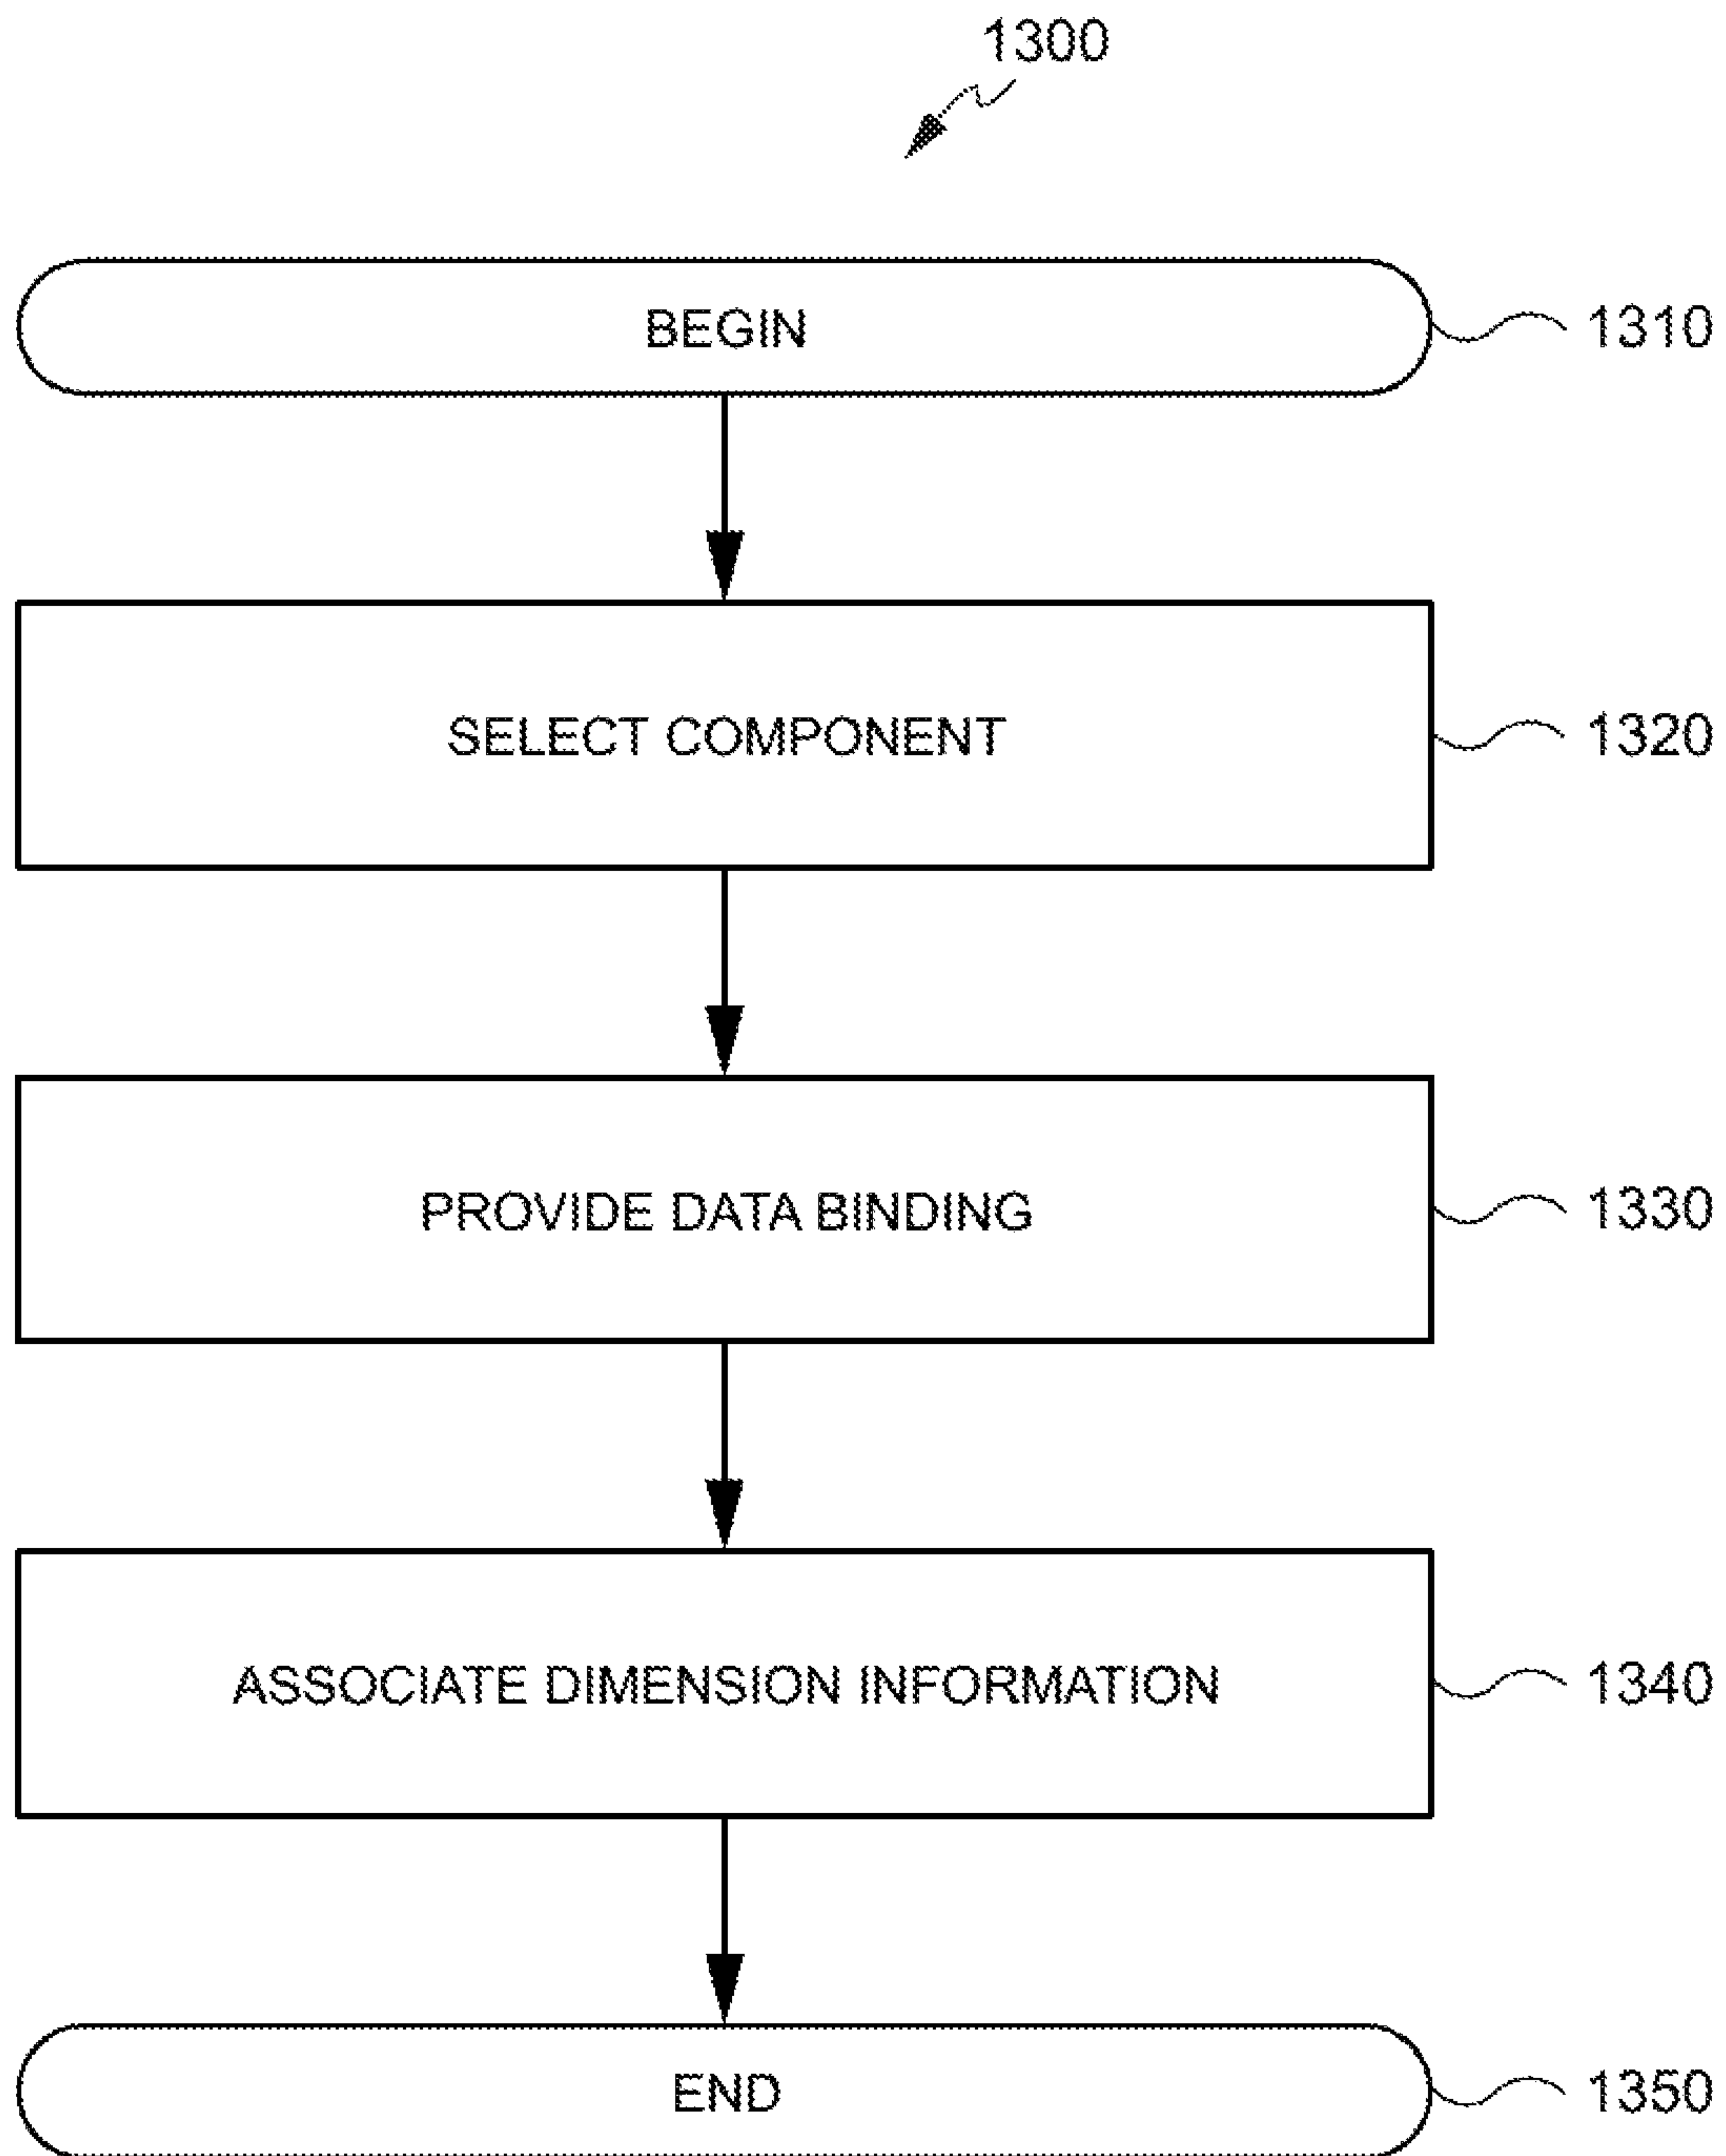 1300
BEGIN
1310
SELECT COMPONENT
1320
PROVIDE DATA BINDING
1330
ASSOCIATE DIMENSION INFORMATION
1340
END
1350